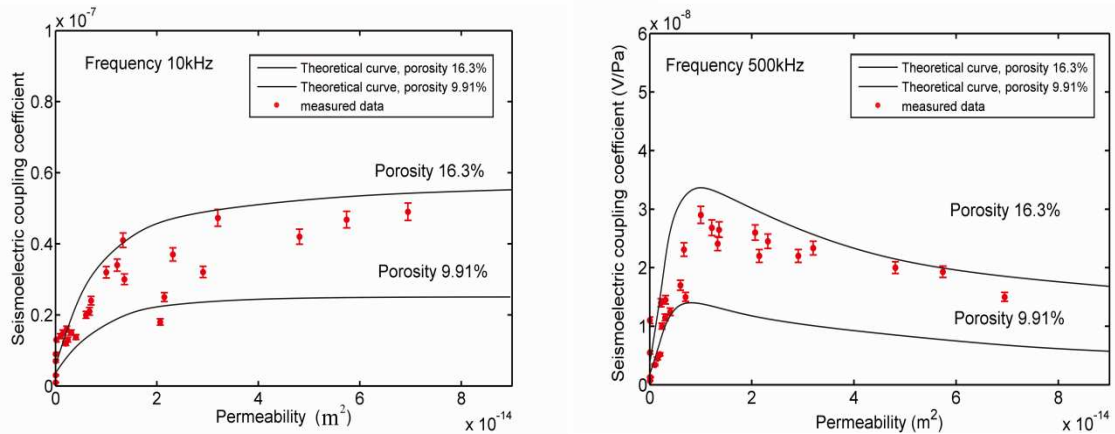 x 10^-7
Frequency 10kHz
Theoretical curve, porosity 16.3%
Theoretical curve, porosity 9.91%
measured data
Porosity 16.3%
Porosity 9.91%
Seismoelectric coupling coefficient
1
0.8
0.6
0.4
0.2
0
0 2 4 6 8
Permeability (m²)
x 10^-14
x 10^-8
Frequency 500kHz
Theoretical curve, porosity 16.3%
Theoretical curve, porosity 9.91%
measured data
Porosity 16.3%
Porosity 9.91%
Seismoelectric coupling coefficient (V/Pa)
6
5
4
3
2
1
0
0 2 4 6 8
Permeability (m²)
x 10^-14